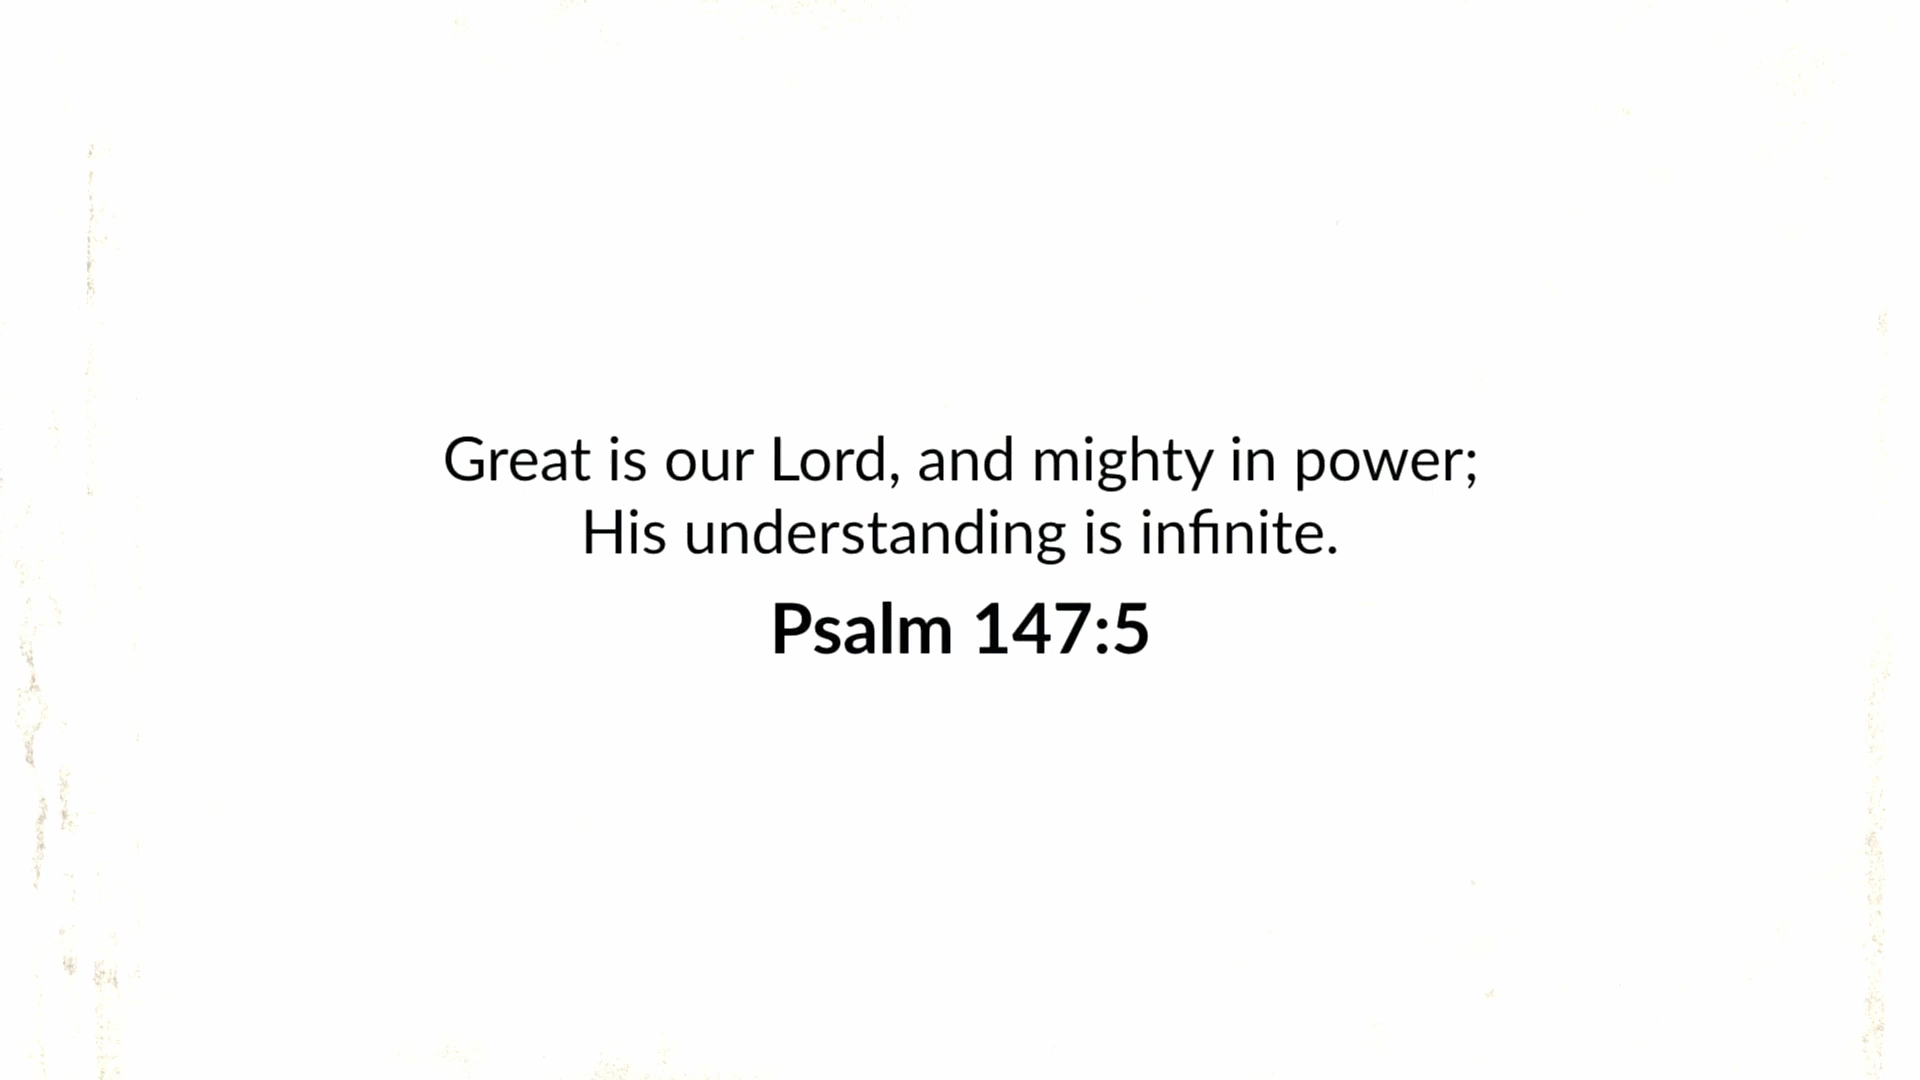 Great is our Lord, and mighty in power;
His understanding is infinite.
Psalm 147:5